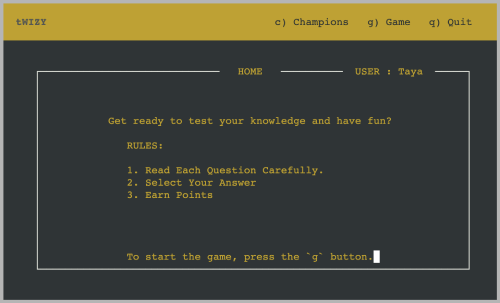 tWIZY c) Champions g) Game q) Quit
HOME USER : Taya
Get ready to test your knowledge and have fun?
RULES:
1. Read Each Question Carefully.
2. Select Your Answer
3. Earn Points
To start the game, press the `g` button.